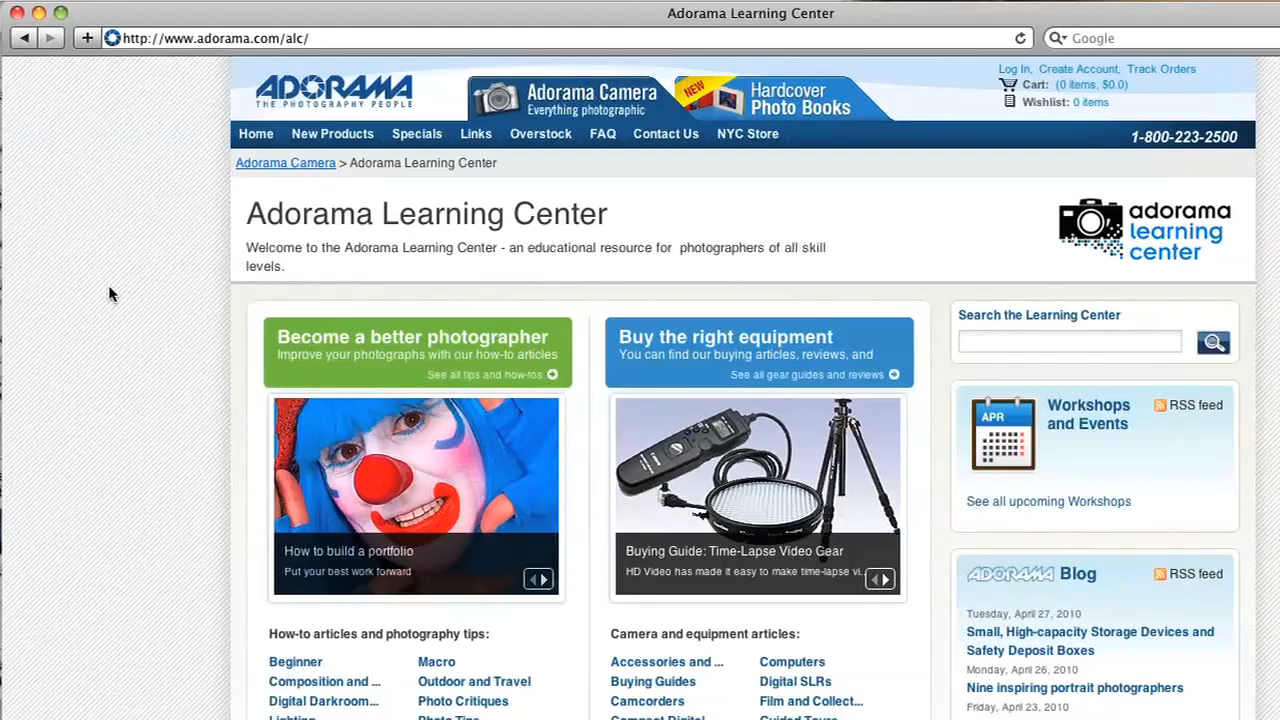 Adorama Learning Center
http://www.adorama.com/alc/
Google
ADORAMA
THE PHOTOGRAPHY PEOPLE
Adorama Camera
Everything photographic
NEW
Hardcover
Photo Books
Log In, Create Account, Track Orders
Cart: (0 items, $0.0)
Wishlist: 0 items
Home New Products Specials Links Overstock FAQ Contact Us NYC Store
1-800-223-2500
Adorama Camera > Adorama Learning Center
Adorama Learning Center
Welcome to the Adorama Learning Center - an educational resource for photographers of all skill
levels.
adorama
learning
center
Become a better photographer
Improve your photographs with our how-to articles
See all tips and how-tos
How to build a portfolio
Put your best work forward
How-to articles and photography tips:
Beginner Macro
Composition and ... Outdoor and Travel
Digital Darkroom... Photo Critiques
Lighting Photo Tips
Buy the right equipment
You can find our buying articles, reviews, and
See all gear guides and reviews
Buying Guide: Time-Lapse Video Gear
HD Video has made it easy to make time-lapse vi...
Camera and equipment articles:
Accessories and ... Computers
Buying Guides Digital SLRs
Camcorders Film and Collect...
Compact Digital Guided Tours
Search the Learning Center
APR
Workshops
and Events
RSS feed
See all upcoming Workshops
ADORAMA Blog
RSS feed
Tuesday, April 27, 2010
Small, High-capacity Storage Devices and
Safety Deposit Boxes
Monday, April 26, 2010
Nine inspiring portrait photographers
Friday, April 23, 2010